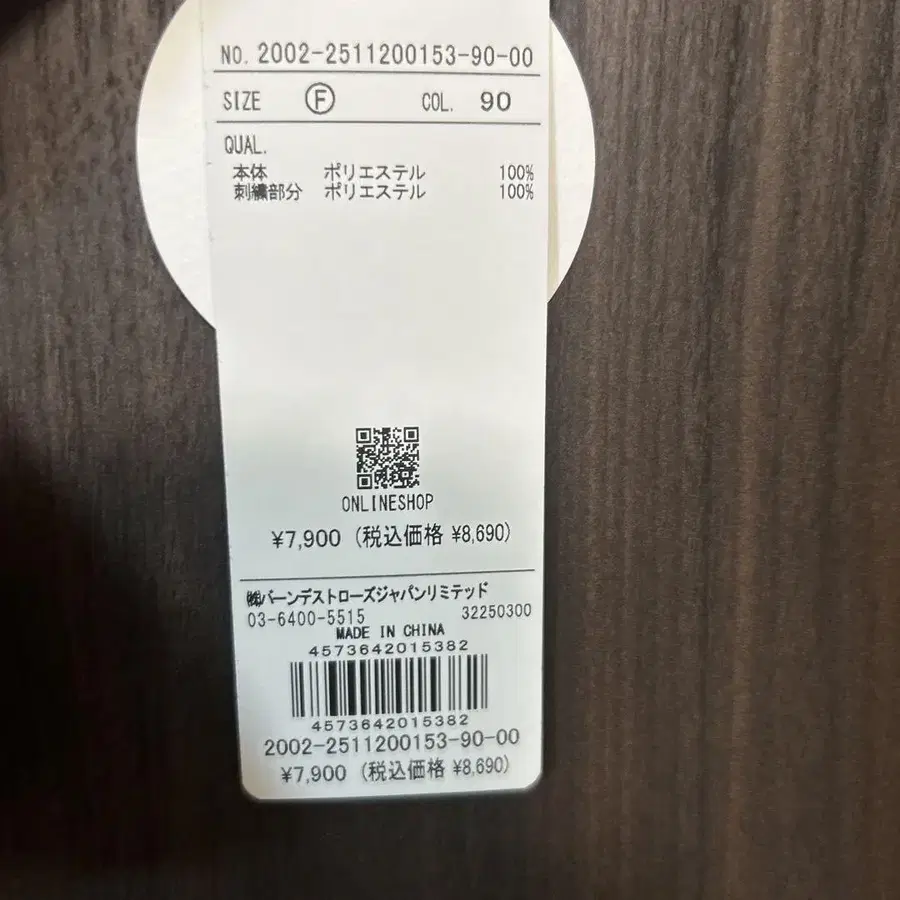 NO. 2002-2511200153-90-00
SIZE Ⓕ COL. 90
QUAL.
本体 ポリエステル 100%
刺繍部分 ポリエステル 100%
ONLINESHOP
¥7,900 (税込価格 ¥8,690)
㈱バーンデストローズジャパンリミテッド
03-6400-5515 32250300
MADE IN CHINA
4573642015382
4573642015382
2002-2511200153-90-00
¥7,900 (税込価格 ¥8,690)